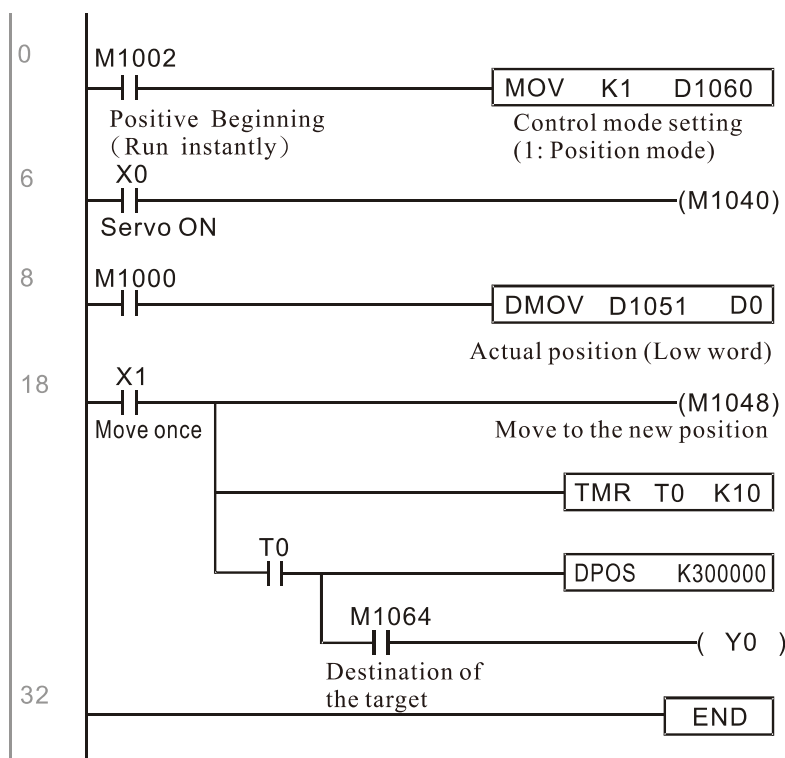 0
M1002
MOV K1 D1060
Positive Beginning
(Run instantly)
Control mode setting
(1: Position mode)
6
X0
(M1040)
Servo ON
8
M1000
DMOV D1051 D0
Actual position (Low word)
18
X1
(M1048)
Move once
Move to the new position
TMR T0 K10
T0
DPOS K300000
M1064
( Y0 )
Destination of
the target
32
END